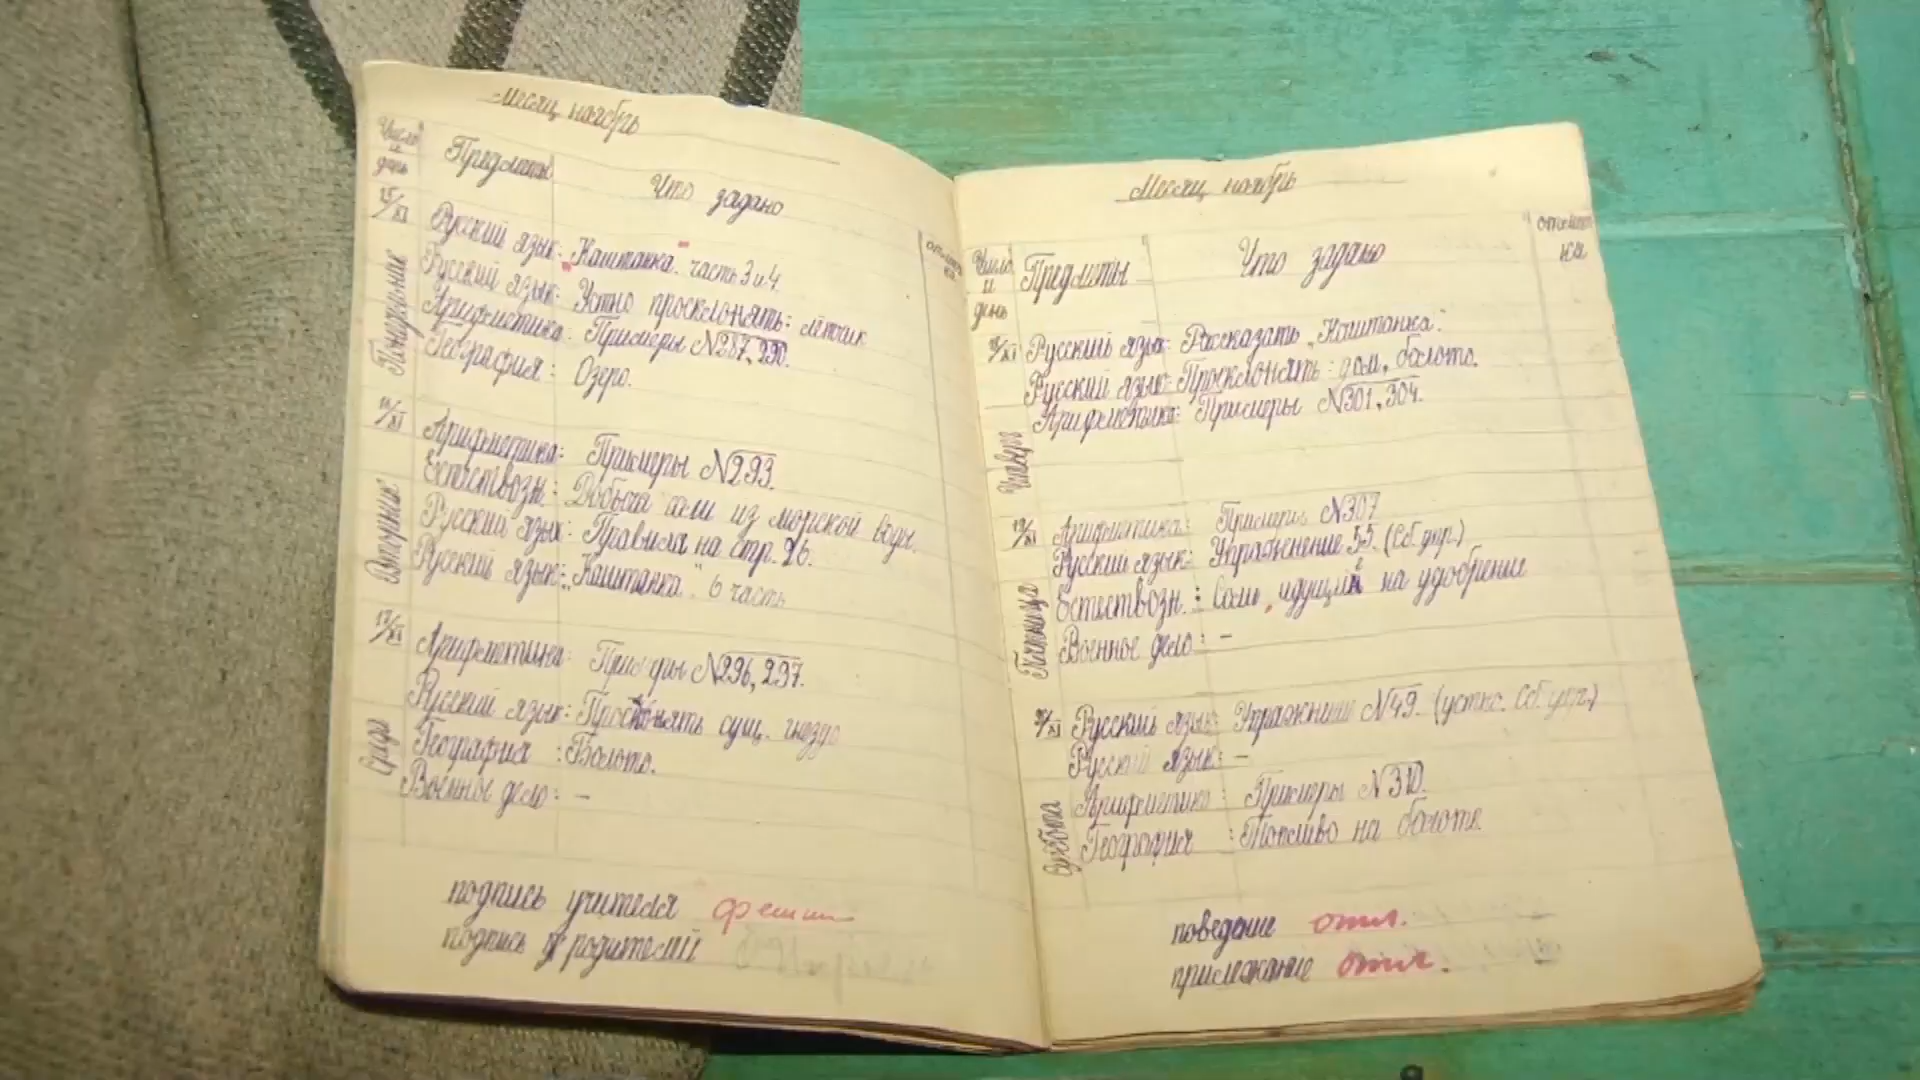 Месяц ноябрь
Число и день
Предметы
Что задано
отметка
15/XI
Понедельник
Русский язык: „Каштанка" часть 3 и 4.
Русский язык: Устно просклонять: лётчик
Арифметика: Примеры №287, 290.
География: Озеро.
16/XI
Вторник
Арифметика: Примеры №293.
Естествозн.: Добыча соли из морской воды.
Русский язык: Правила на стр. 26.
Русский язык: „Каштанка" 6 часть
17/XI
Среда
Арифметика: Примеры №296, 297.
Русский язык: Просклонять сущ. гнездо
География: Болото.
Военное дело: –
подпись учителя
подпись родителей
Месяц ноябрь
Число и день
Предметы
Что задано
отметка
18/XI
Четверг
Русский язык: Рассказать „Каштанка".
Русский язык: Просклонять: дом, болото.
Арифметика: Примеры №301, 304.
19/XI
Пятница
Арифметика: Примеры №307
Русский язык: Упражнение 55. (Сб. упр.)
Естествозн.: Соли, идущие на удобрение
Военное дело: –
20/XI
Суббота
Русский язык: Упражнение №49. (устно. Сб. упр.)
Русский язык: –
Арифметика: Примеры №310.
География: Топливо на болоте
поведение отл.
прилежание отл.